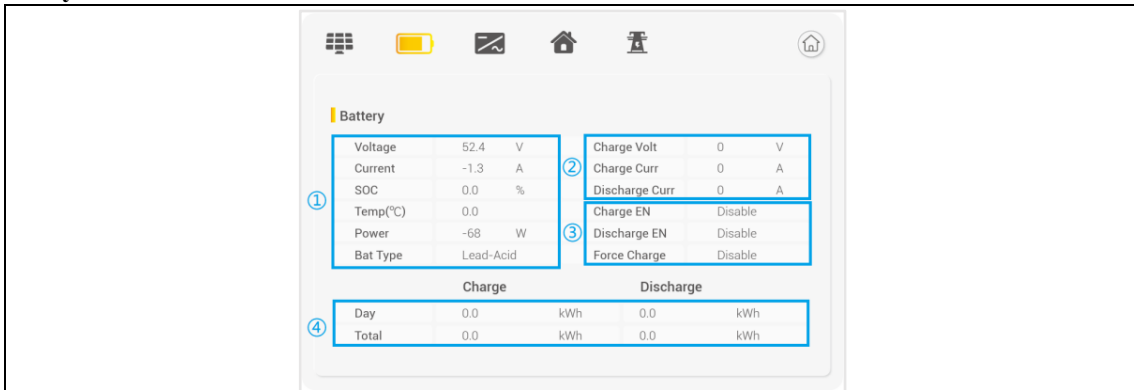 Battery
① Voltage 52.4 V
Current -1.3 A
SOC 0.0 %
Temp(℃) 0.0
Power -68 W
Bat Type Lead-Acid
② Charge Volt 0 V
Charge Curr 0 A
Discharge Curr 0 A
③ Charge EN Disable
Discharge EN Disable
Force Charge Disable
Charge Discharge
④ Day 0.0 kWh 0.0 kWh
Total 0.0 kWh 0.0 kWh